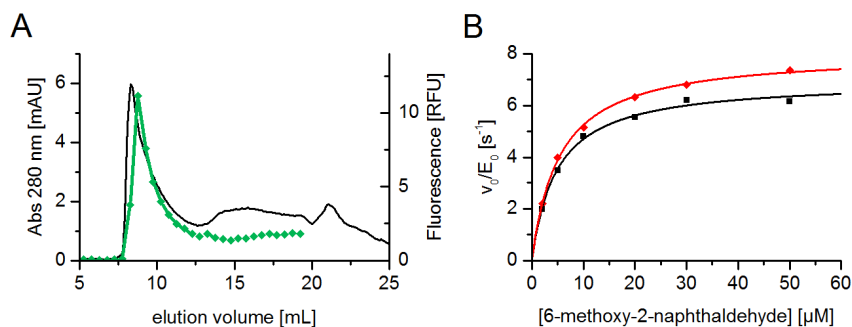 A
Abs 280 nm [mAU]
6
4
2
0
5 10 15 20 25
elution volume [mL]
10
5
0
Fluorescence [RFU]
B
v₀/E₀ [s⁻¹]
8
6
4
2
0
0 10 20 30 40 50 60
[6-methoxy-2-naphthaldehyde] [µM]